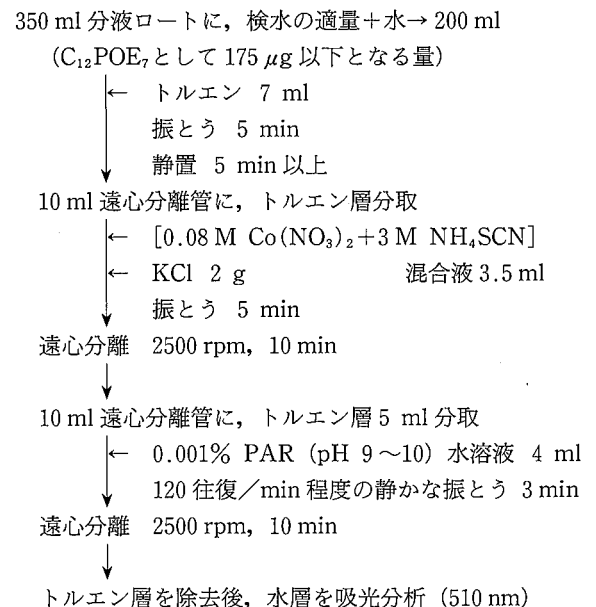 350 ml 分液ロートに，検水の適量＋水→ 200 ml
(C₁₂POE₇として 175 μg 以下となる量)
← トルエン 7 ml
振とう 5 min
静置 5 min 以上
10 ml 遠心分離管に，トルエン層分取
← [0.08 M Co(NO₃)₂＋3 M NH₄SCN]
← KCl 2 g 混合液 3.5 ml
振とう 5 min
遠心分離 2500 rpm，10 min
10 ml 遠心分離管に，トルエン層 5 ml 分取
← 0.001% PAR (pH 9～10) 水溶液 4 ml
120 往復／min 程度の静かな振とう 3 min
遠心分離 2500 rpm，10 min
トルエン層を除去後，水層を吸光分析 (510 nm)